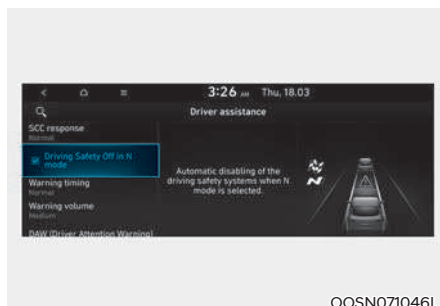 3:26 AM Thu, 18.03
Driver assistance
SCC response
Normal
Driving Safety Off in N
mode
Warning timing
Normal
Warning volume
Medium
DAW (Driver Attention Warning)
Automatic disabling of the
driving safety systems when N
mode is selected.
OOSN071046L